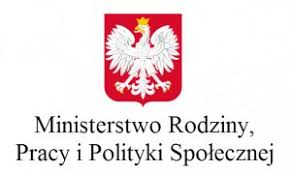 Ministerstwo Rodziny,
Pracy i Polityki Społecznej